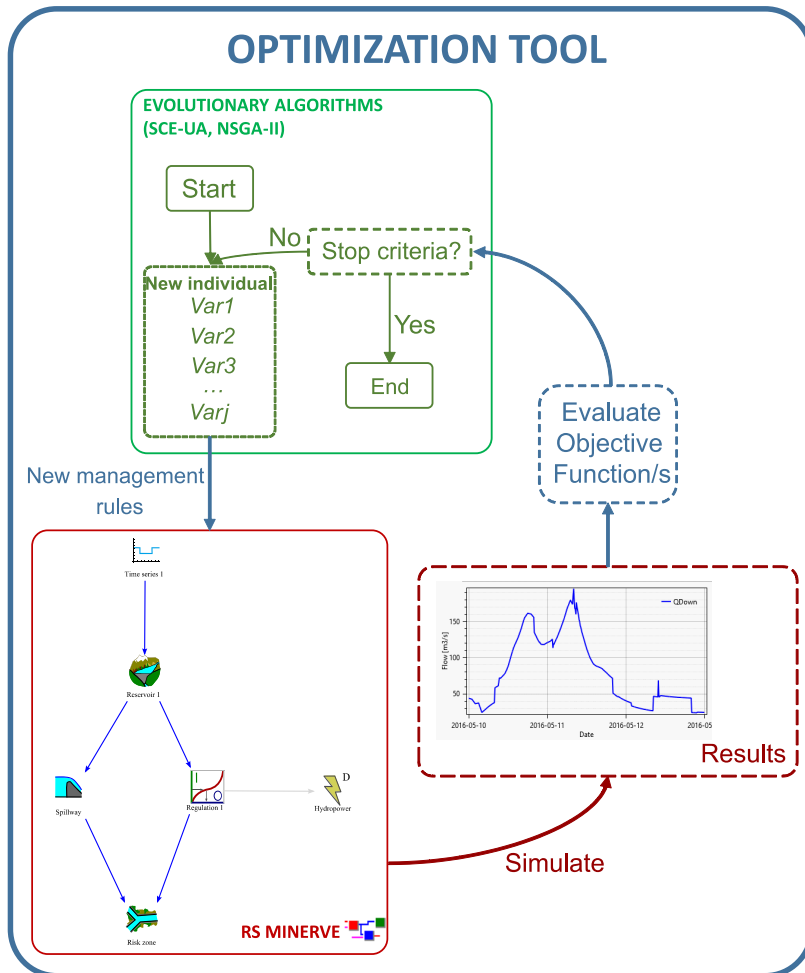 OPTIMIZATION TOOL
EVOLUTIONARY ALGORITHMS
(SCE-UA, NSGA-II)
Start
No
Stop criteria?
New individual
Var1
Var2
Var3
...
Varj
Yes
End
New management
rules
Evaluate
Objective
Function/s
Time series 1
Reservoir 1
Spillway
Regulation 1
D
Hydropower
Risk zone
RS MINERVE
QDown
Flow [m3/s]
150
100
50
2016-05-10
2016-05-11
2016-05-12
2016-05
Date
Results
Simulate